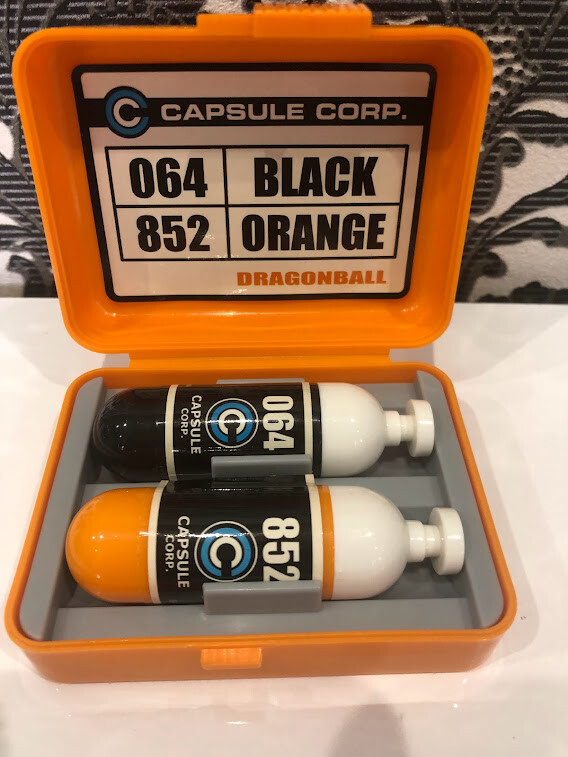 CAPSULE CORP.
064 BLACK
852 ORANGE
DRAGONBALL
CAPSULE
CORP.
064
CAPSULE
CORP.
852